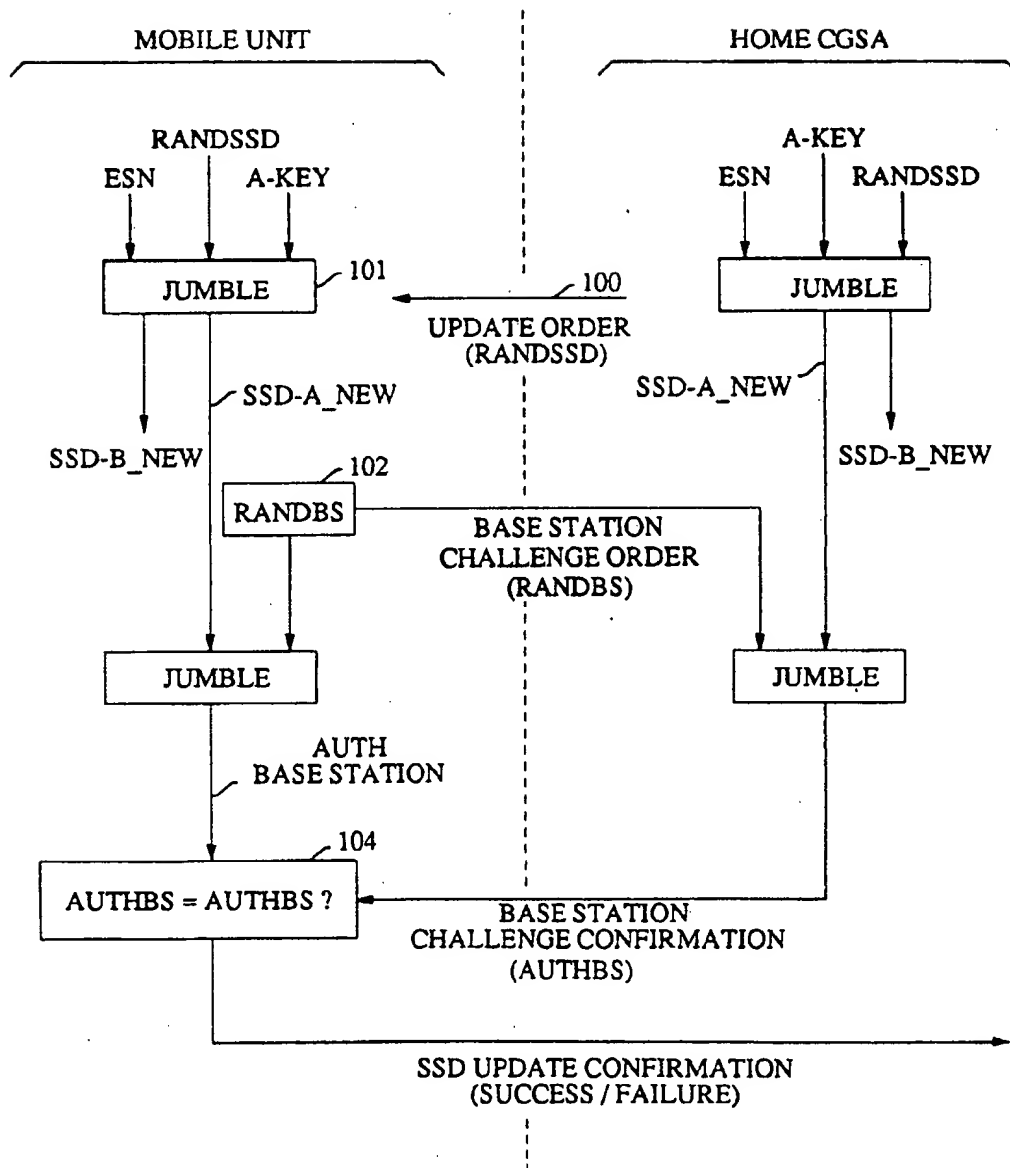 MOBILE UNIT
HOME CGSA
RANDSSD
ESN
A-KEY
A-KEY
ESN
RANDSSD
JUMBLE
101
100
JUMBLE
UPDATE ORDER
(RANDSSD)
SSD-A_NEW
SSD-A_NEW
SSD-B_NEW
SSD-B_NEW
102
RANDBS
BASE STATION
CHALLENGE ORDER
(RANDBS)
JUMBLE
JUMBLE
AUTH
BASE STATION
104
AUTHBS = AUTHBS ?
BASE STATION
CHALLENGE CONFIRMATION
(AUTHBS)
SSD UPDATE CONFIRMATION
(SUCCESS / FAILURE)